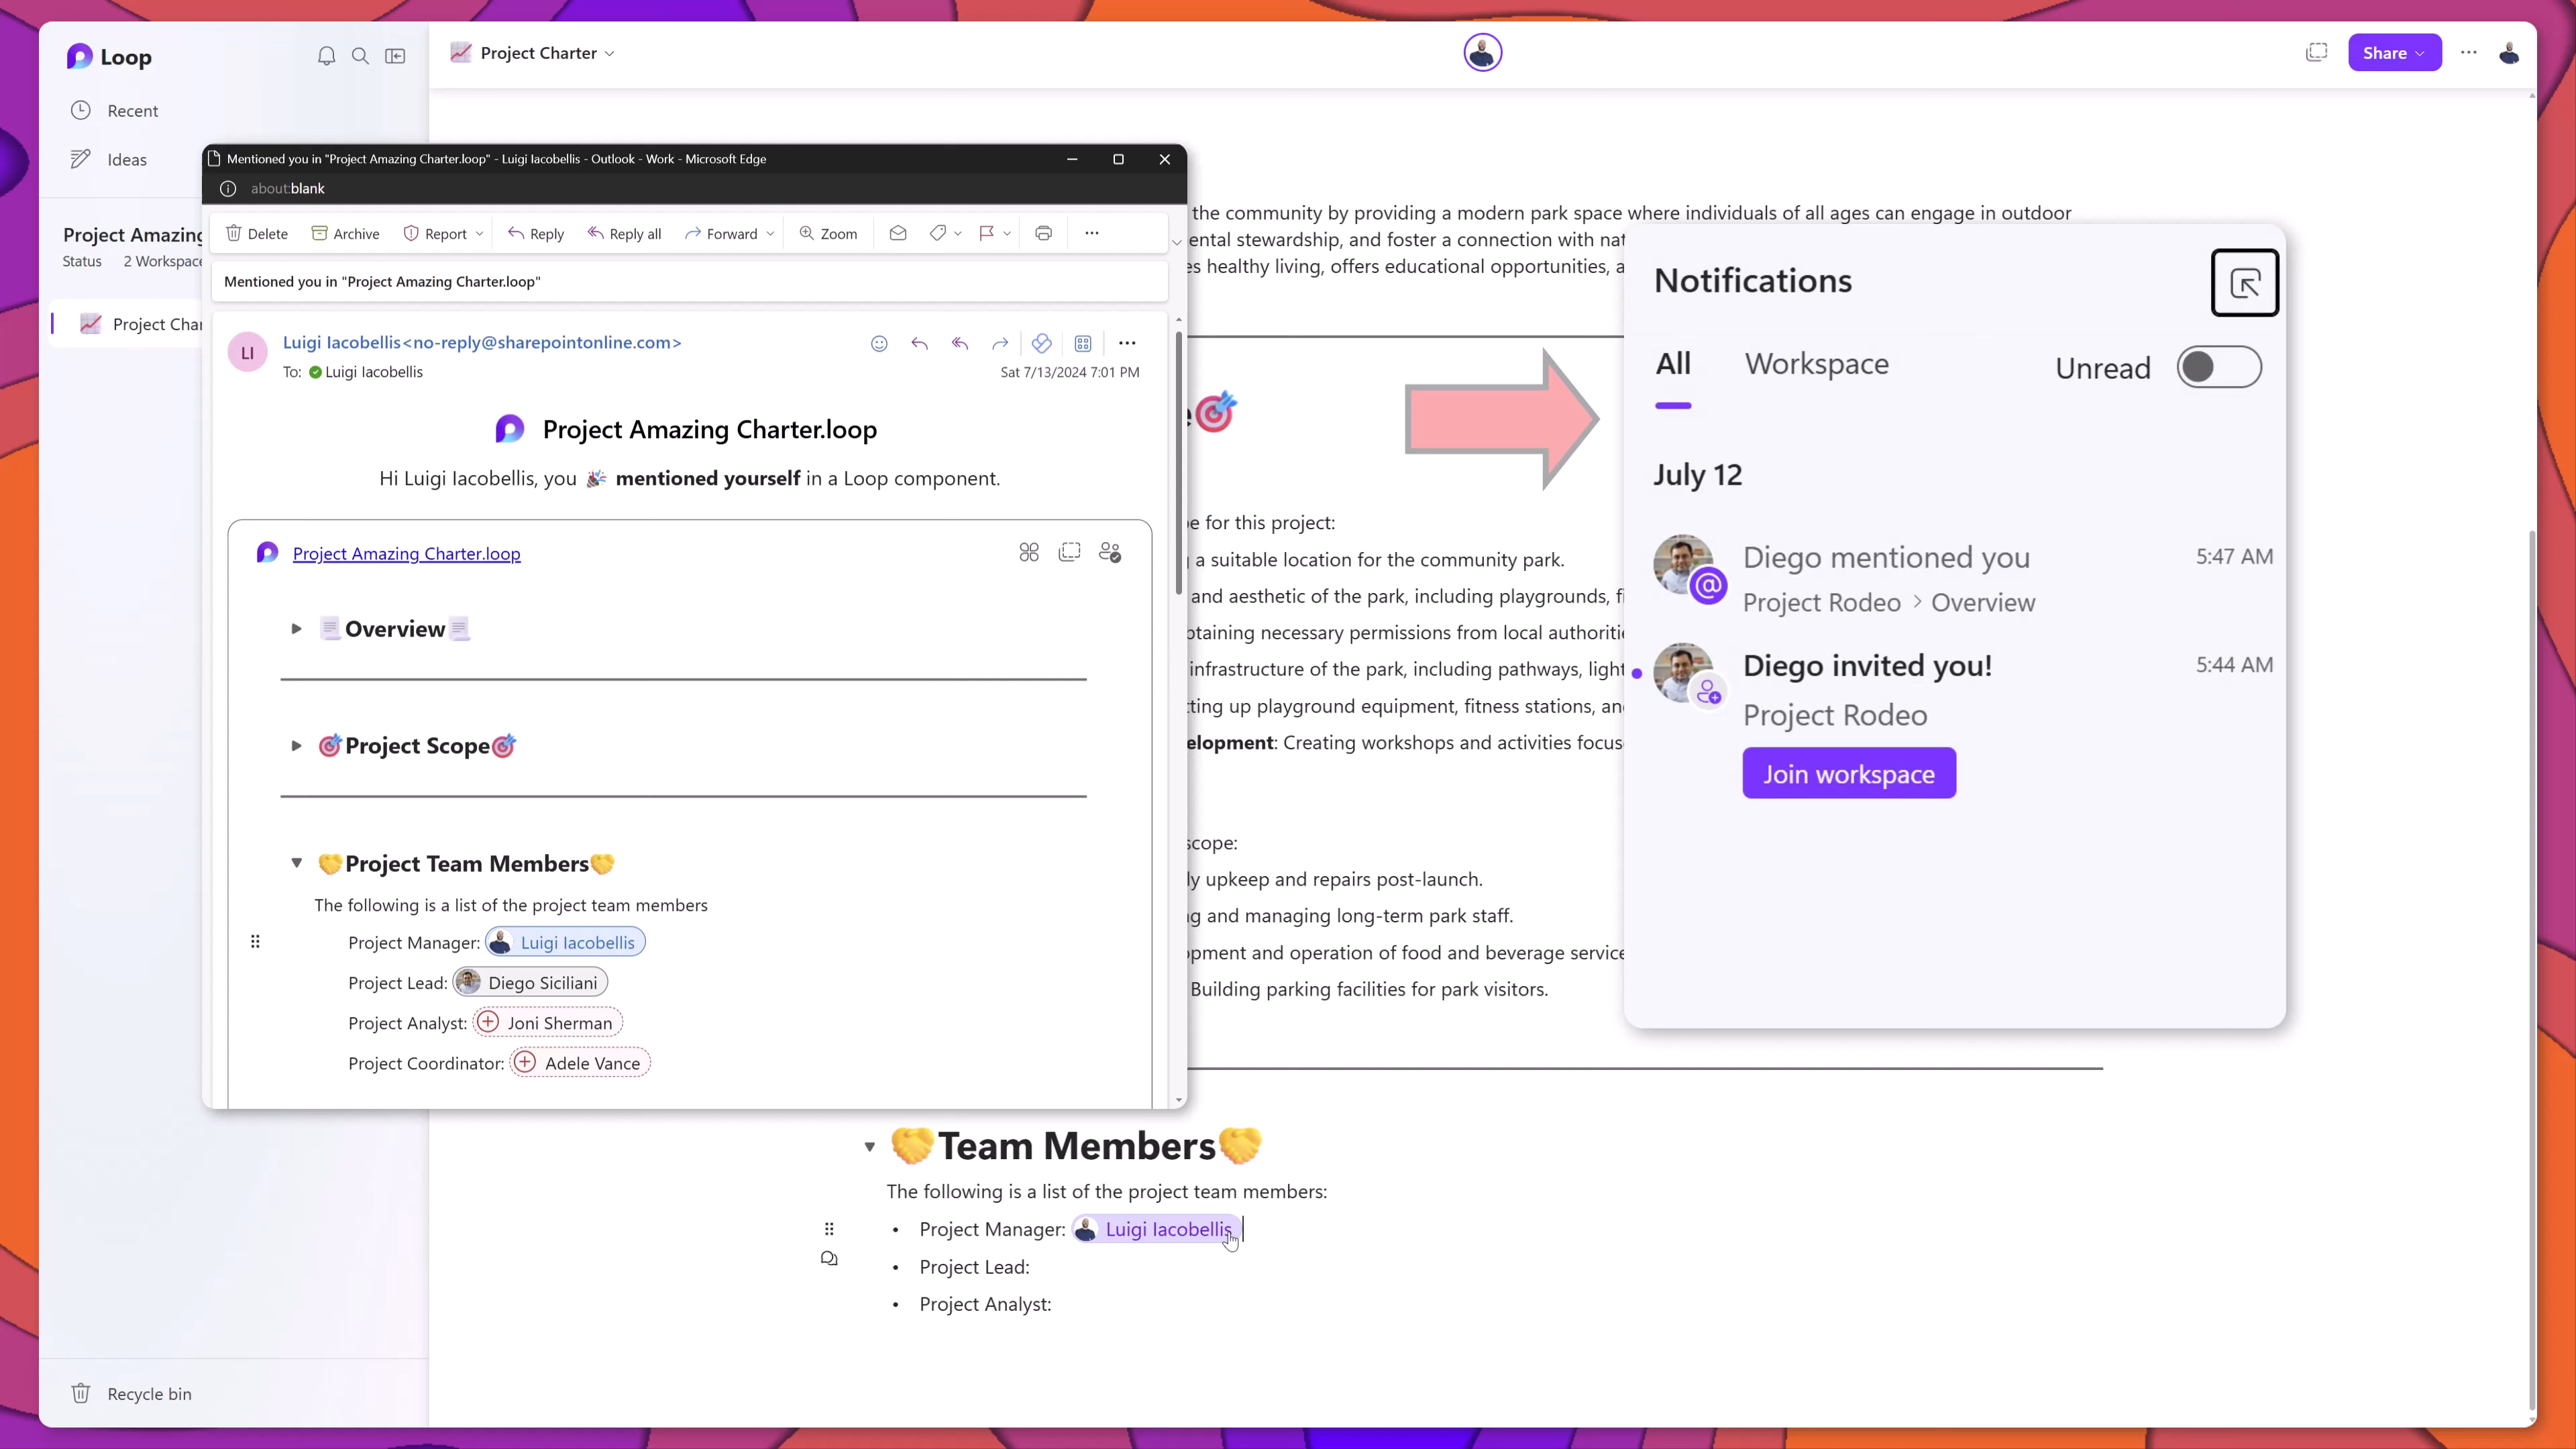 Loop
Recent
Ideas
Project Amazing
Status 2 Workspace
Project Char
Recycle bin
Project Charter
Share
Mentioned you in "Project Amazing Charter.loop" - Luigi Iacobellis - Outlook - Work - Microsoft Edge
about:blank
Delete Archive Report Reply Reply all Forward Zoom
Mentioned you in "Project Amazing Charter.loop"
LI
Luigi Iacobellis<no-reply@sharepointonline.com>
To: Luigi Iacobellis
Sat 7/13/2024 7:01 PM
Project Amazing Charter.loop
Hi Luigi Iacobellis, you 🎉 mentioned yourself in a Loop component.
Project Amazing Charter.loop
📃Overview📃
🎯Project Scope🎯
🤝Project Team Members🤝
The following is a list of the project team members
Project Manager: Luigi Iacobellis
Project Lead: Diego Siciliani
Project Analyst: Joni Sherman
Project Coordinator: Adele Vance
the community by providing a modern park space where individuals of all ages can engage in outdoor
ental stewardship, and foster a connection with nat
es healthy living, offers educational opportunities, a
e🎯
pe for this project:
g a suitable location for the community park.
and aesthetic of the park, including playgrounds, fi
btaining necessary permissions from local authoritie
infrastructure of the park, including pathways, light
tting up playground equipment, fitness stations, an
elopment: Creating workshops and activities focus
scope:
ly upkeep and repairs post-launch.
ng and managing long-term park staff.
opment and operation of food and beverage service
Building parking facilities for park visitors.
🤝Team Members🤝
The following is a list of the project team members:
• Project Manager: Luigi Iacobellis
• Project Lead:
• Project Analyst:
Notifications
All Workspace Unread
July 12
Diego mentioned you 5:47 AM
Project Rodeo > Overview
Diego invited you! 5:44 AM
Project Rodeo
Join workspace